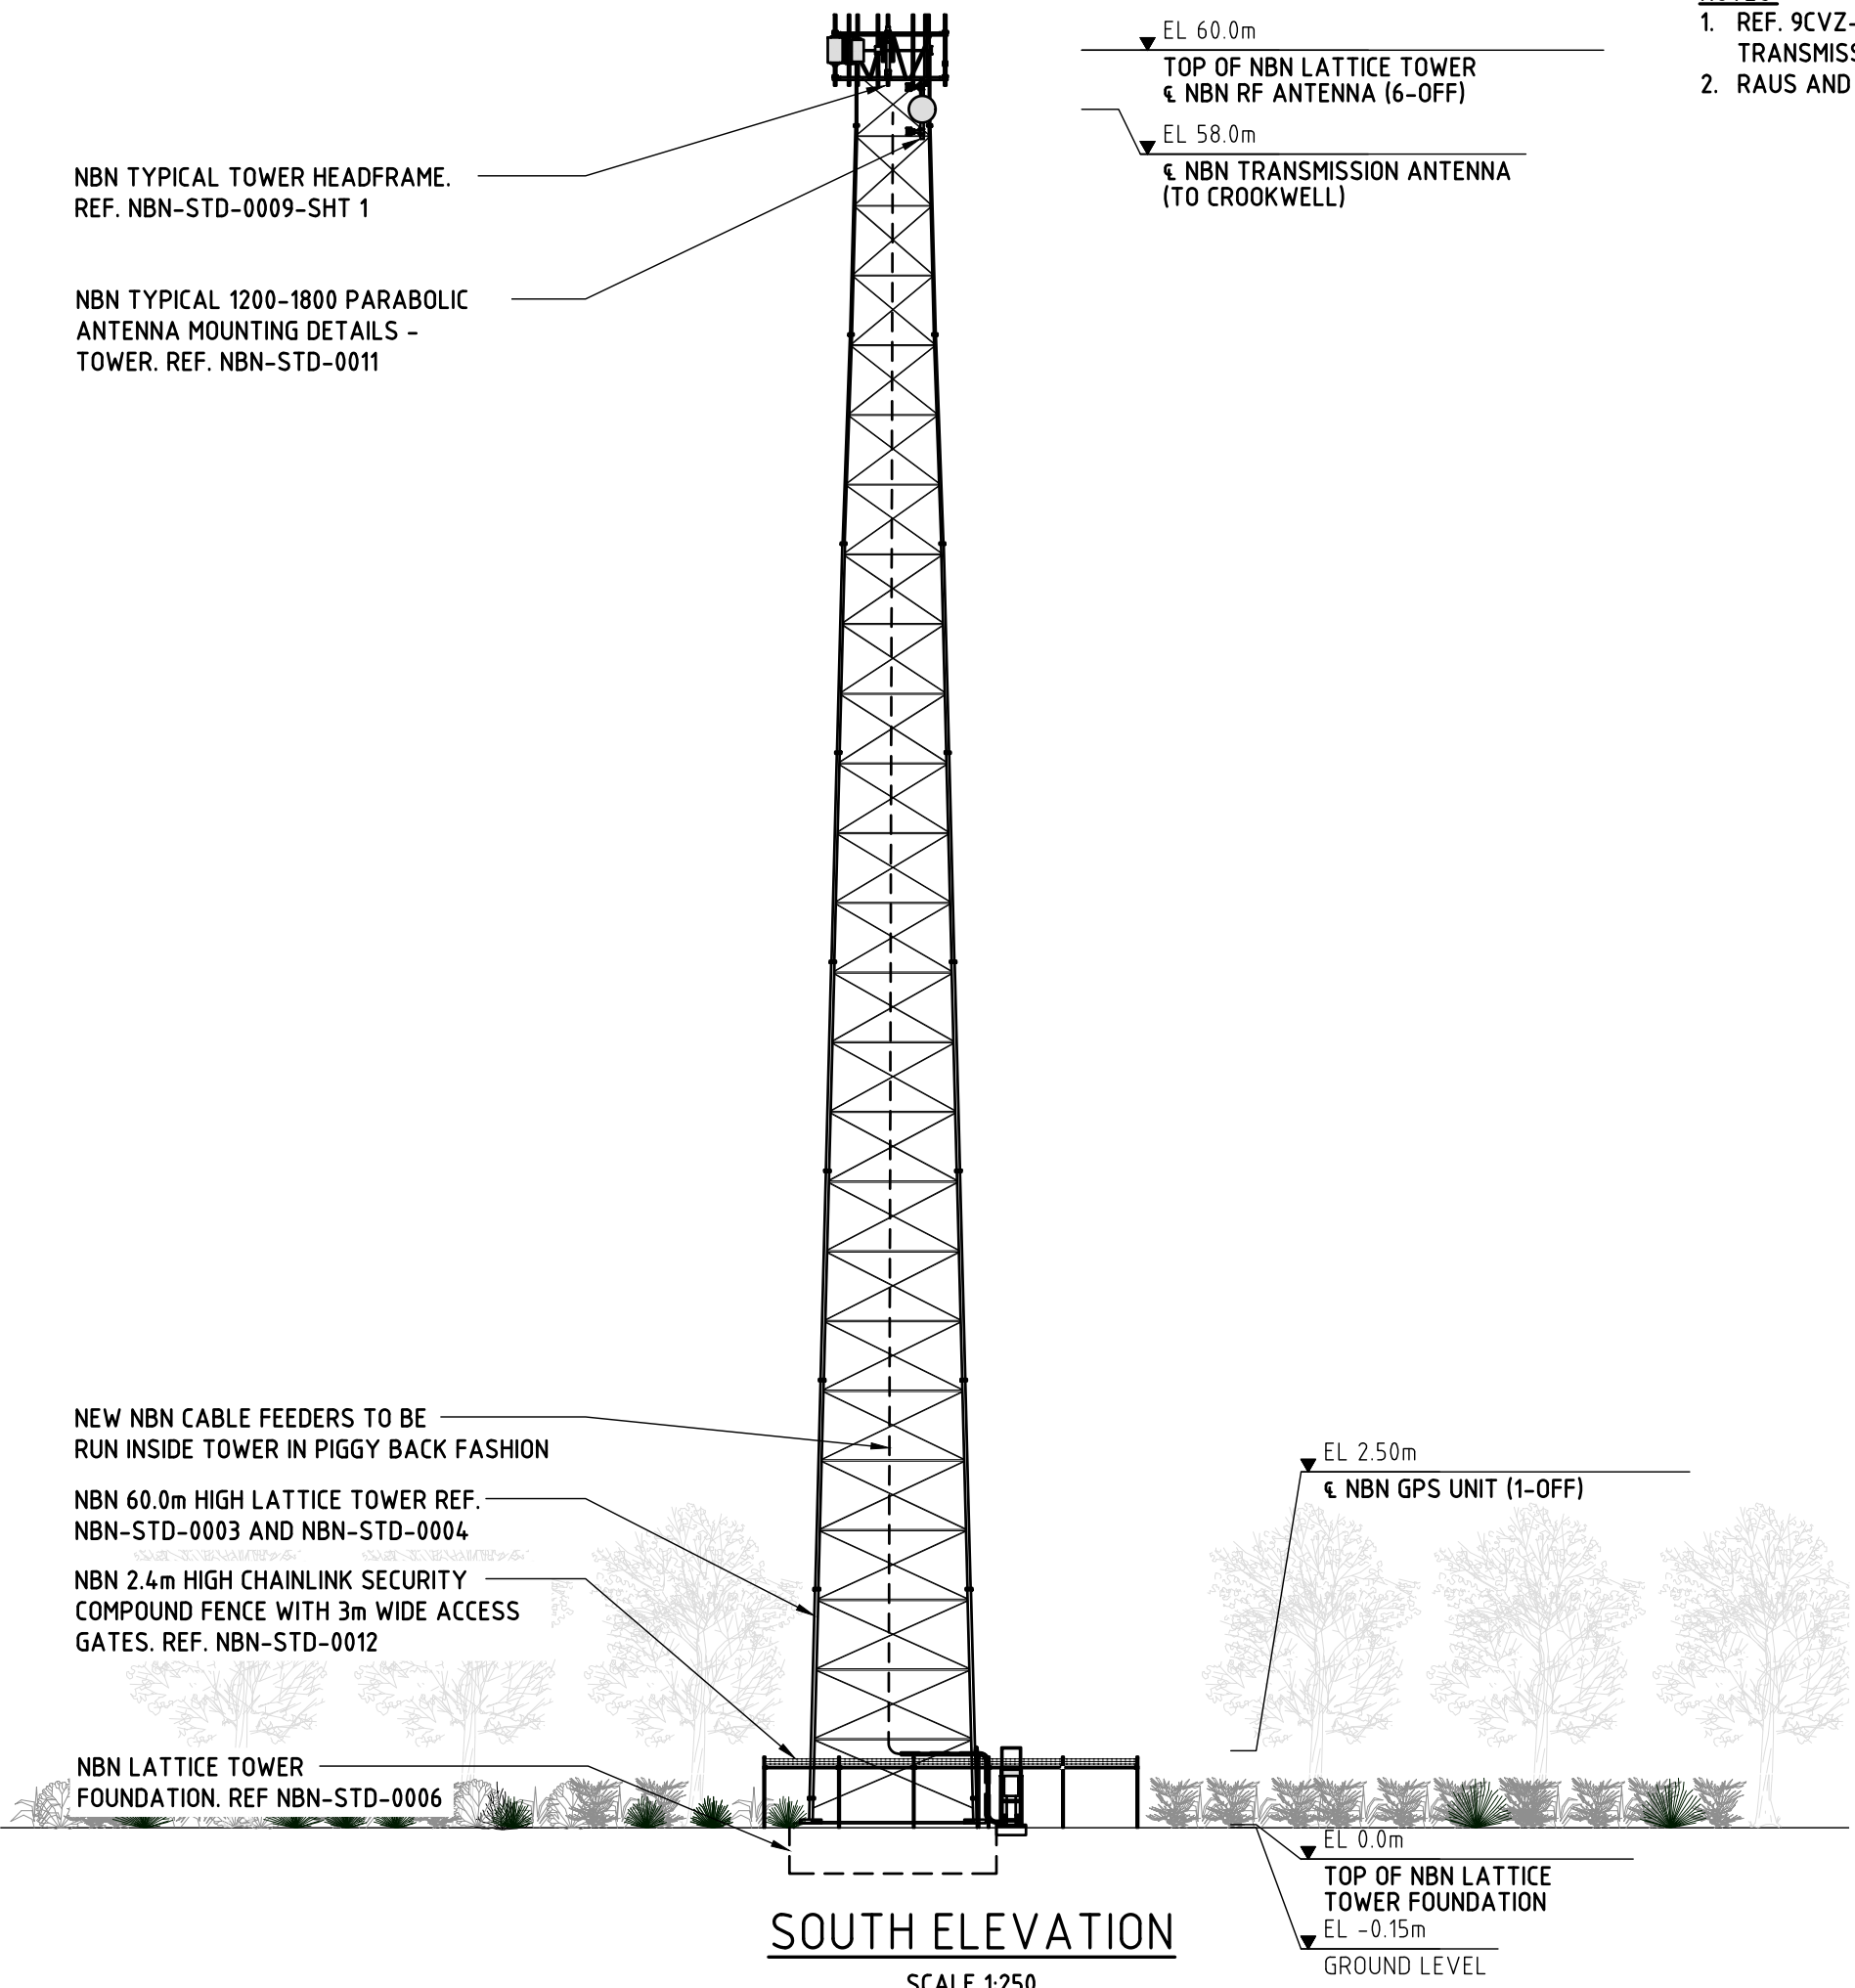 NOTES
1. REF. 9CVZ-
TRANSMISS
2. RAUS AND
EL 60.0m
TOP OF NBN LATTICE TOWER
℄ NBN RF ANTENNA (6-OFF)
EL 58.0m
℄ NBN TRANSMISSION ANTENNA
(TO CROOKWELL)
NBN TYPICAL TOWER HEADFRAME.
REF. NBN-STD-0009-SHT 1
NBN TYPICAL 1200-1800 PARABOLIC
ANTENNA MOUNTING DETAILS -
TOWER. REF. NBN-STD-0011
NEW NBN CABLE FEEDERS TO BE
RUN INSIDE TOWER IN PIGGY BACK FASHION
NBN 60.0m HIGH LATTICE TOWER REF.
NBN-STD-0003 AND NBN-STD-0004
NBN 2.4m HIGH CHAINLINK SECURITY
COMPOUND FENCE WITH 3m WIDE ACCESS
GATES. REF. NBN-STD-0012
NBN LATTICE TOWER
FOUNDATION. REF NBN-STD-0006
EL 2.50m
℄ NBN GPS UNIT (1-OFF)
EL 0.0m
TOP OF NBN LATTICE
TOWER FOUNDATION
EL -0.15m
GROUND LEVEL
SOUTH ELEVATION
SCALE 1:250